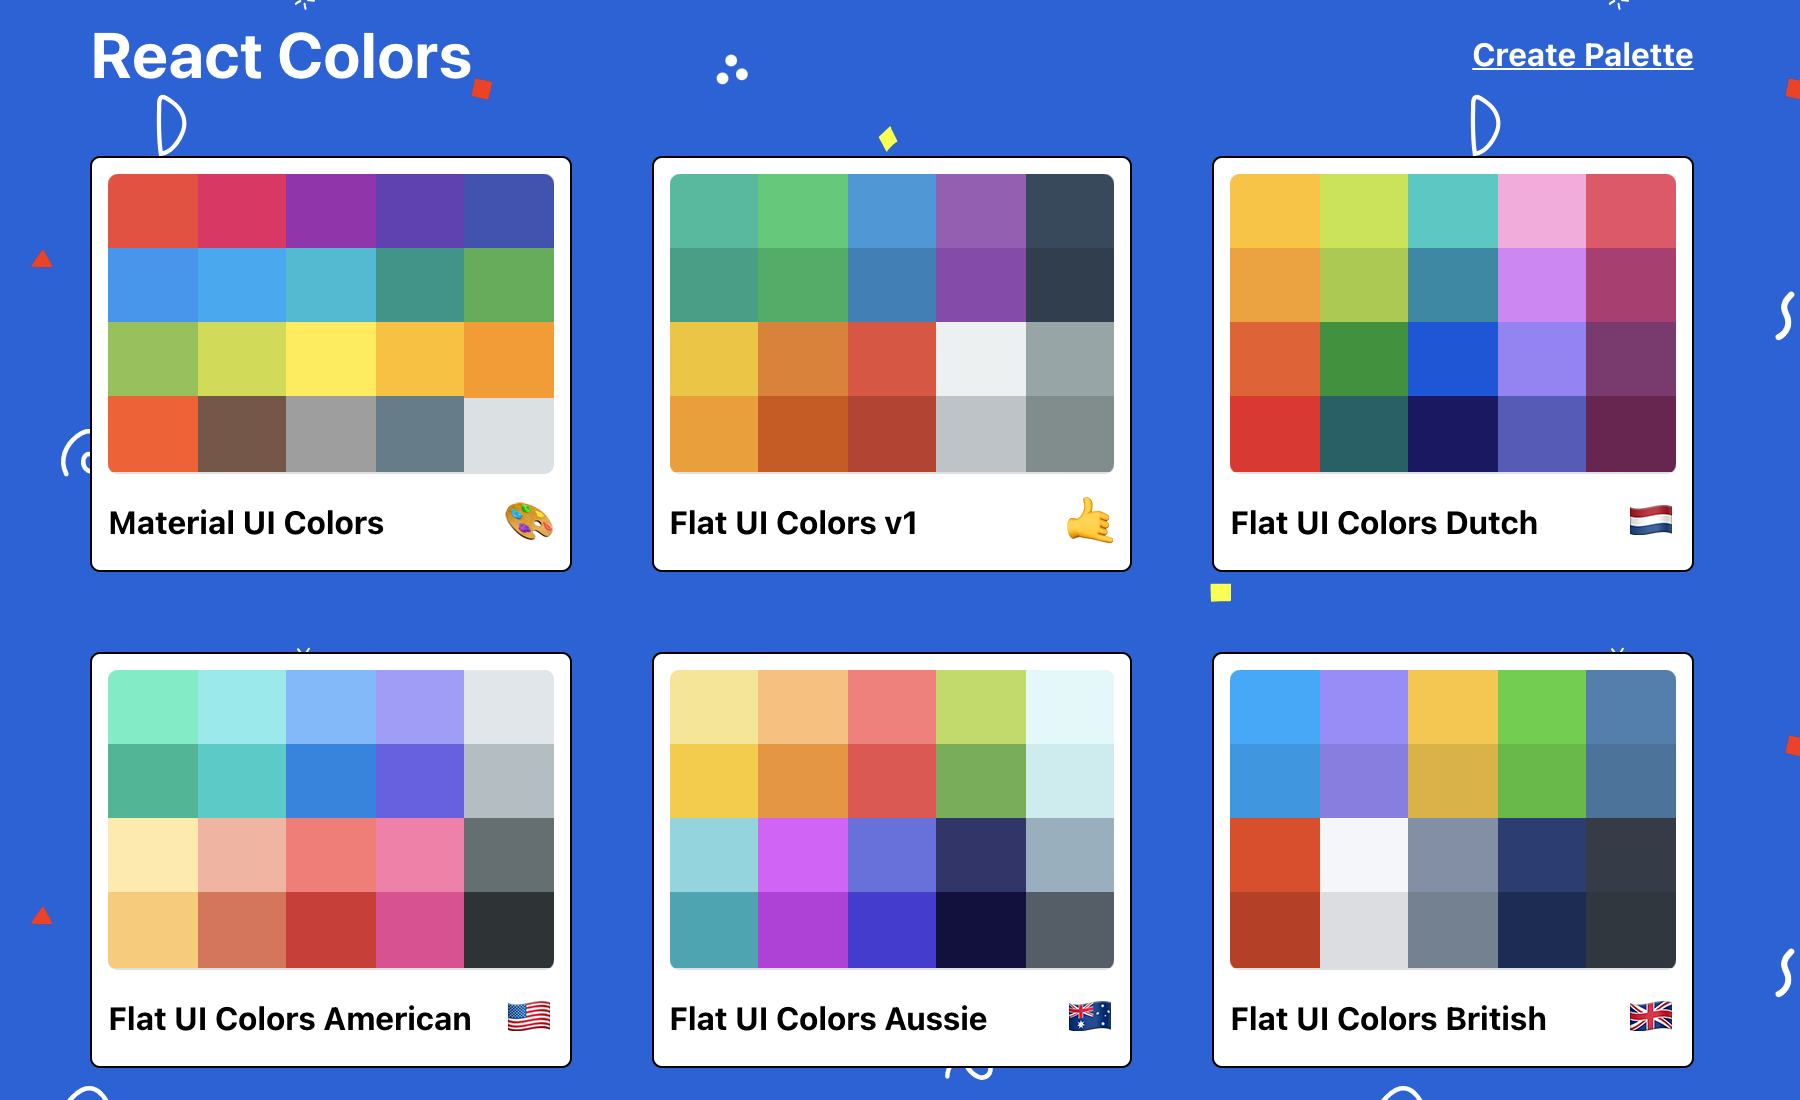 React Colors
Create Palette
Material UI Colors
Flat UI Colors v1
Flat UI Colors Dutch
Flat UI Colors American
Flat UI Colors Aussie
Flat UI Colors British